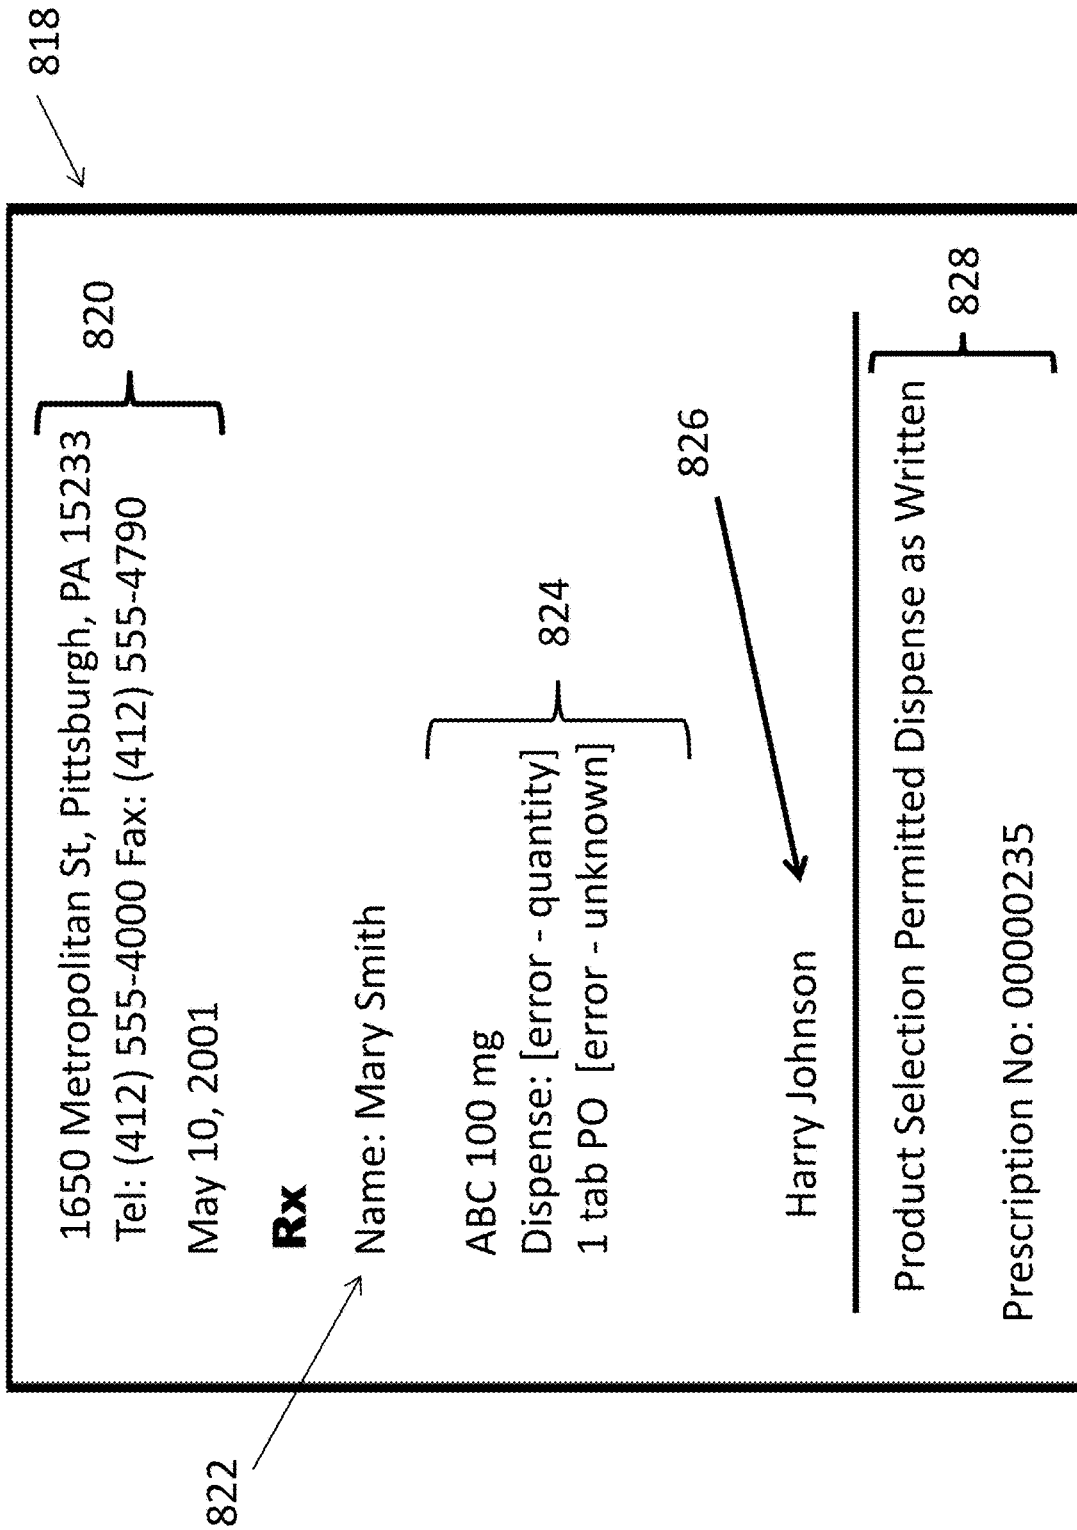 818
1650 Metropolitan St, Pittsburgh, PA 15233
Tel: (412) 555-4000 Fax: (412) 555-4790
820
May 10, 2001
Rx
822
Name: Mary Smith
ABC 100 mg
Dispense: [error - quantity]
1 tab PO [error - unknown]
824
826
Harry Johnson
Product Selection Permitted Dispense as Written
828
Prescription No: 00000235